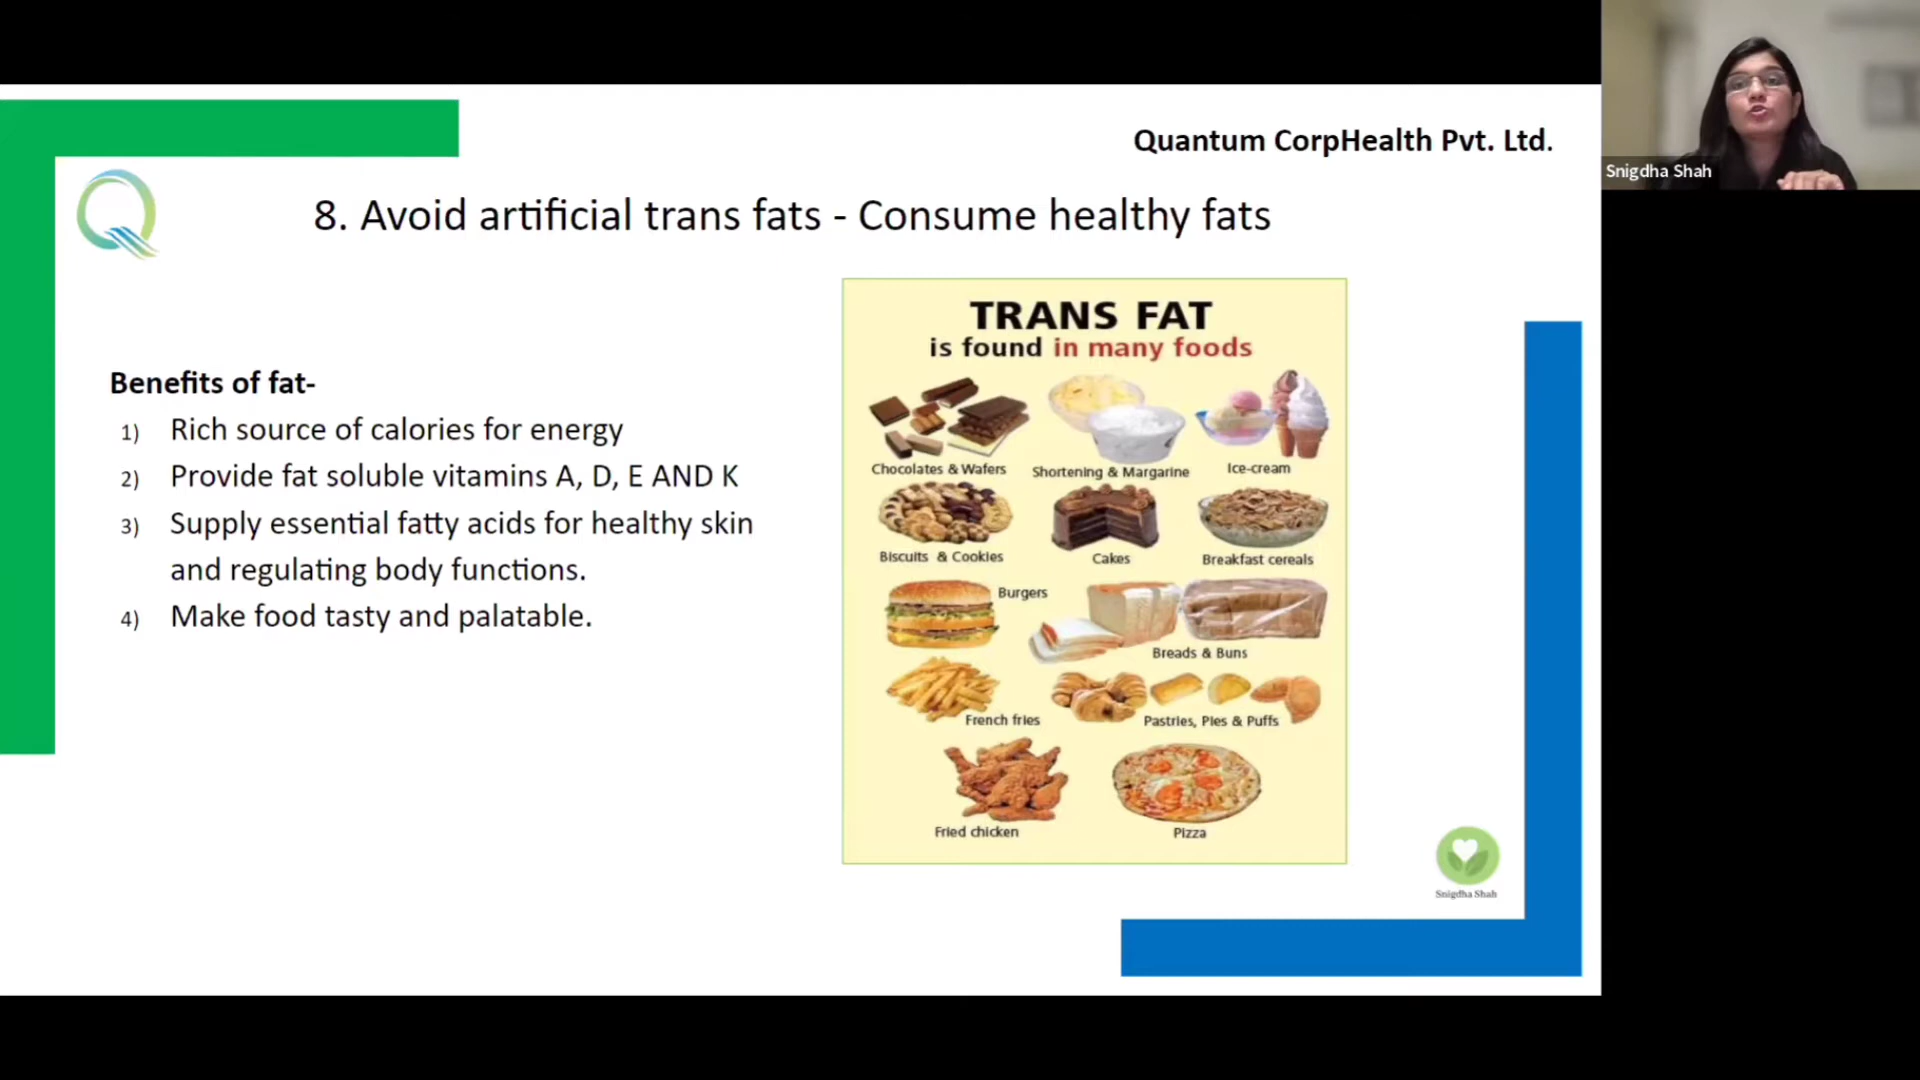 Quantum CorpHealth Pvt. Ltd.
Snigdha Shah
8. Avoid artificial trans fats - Consume healthy fats
Benefits of fat-
1) Rich source of calories for energy
2) Provide fat soluble vitamins A, D, E AND K
3) Supply essential fatty acids for healthy skin
and regulating body functions.
4) Make food tasty and palatable.
TRANS FAT
is found in many foods
Chocolates & Wafers
Shortening & Margarine
Ice-cream
Biscuits & Cookies
Cakes
Breakfast cereals
Burgers
Breads & Buns
French fries
Pastries, Pies & Puffs
Fried chicken
Pizza
Snigdha Shah